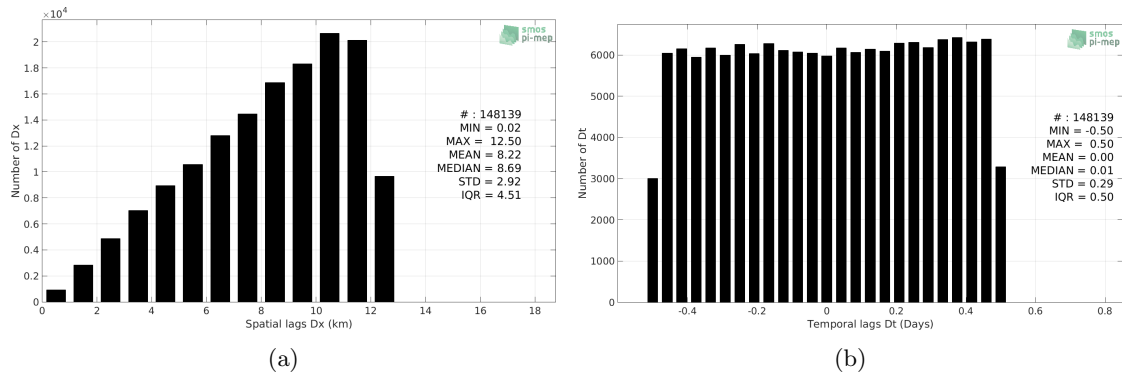 ×10⁴
2
1.8
1.6
1.4
1.2
1
0.8
0.6
0.4
0.2
0
Number of Dx
0 2 4 6 8 10 12 14 16 18
Spatial lags Dx (km)
smos
pi-mep
# : 148139
MIN = 0.02
MAX = 12.50
MEAN = 8.22
MEDIAN = 8.69
STD = 2.92
IQR = 4.51
(a)
6000
5000
4000
3000
2000
1000
0
Number of Dt
-0.4 -0.2 0 0.2 0.4 0.6 0.8
Temporal lags Dt (Days)
smos
pi-mep
# : 148139
MIN = -0.50
MAX = 0.50
MEAN = 0.00
MEDIAN = 0.01
STD = 0.29
IQR = 0.50
(b)